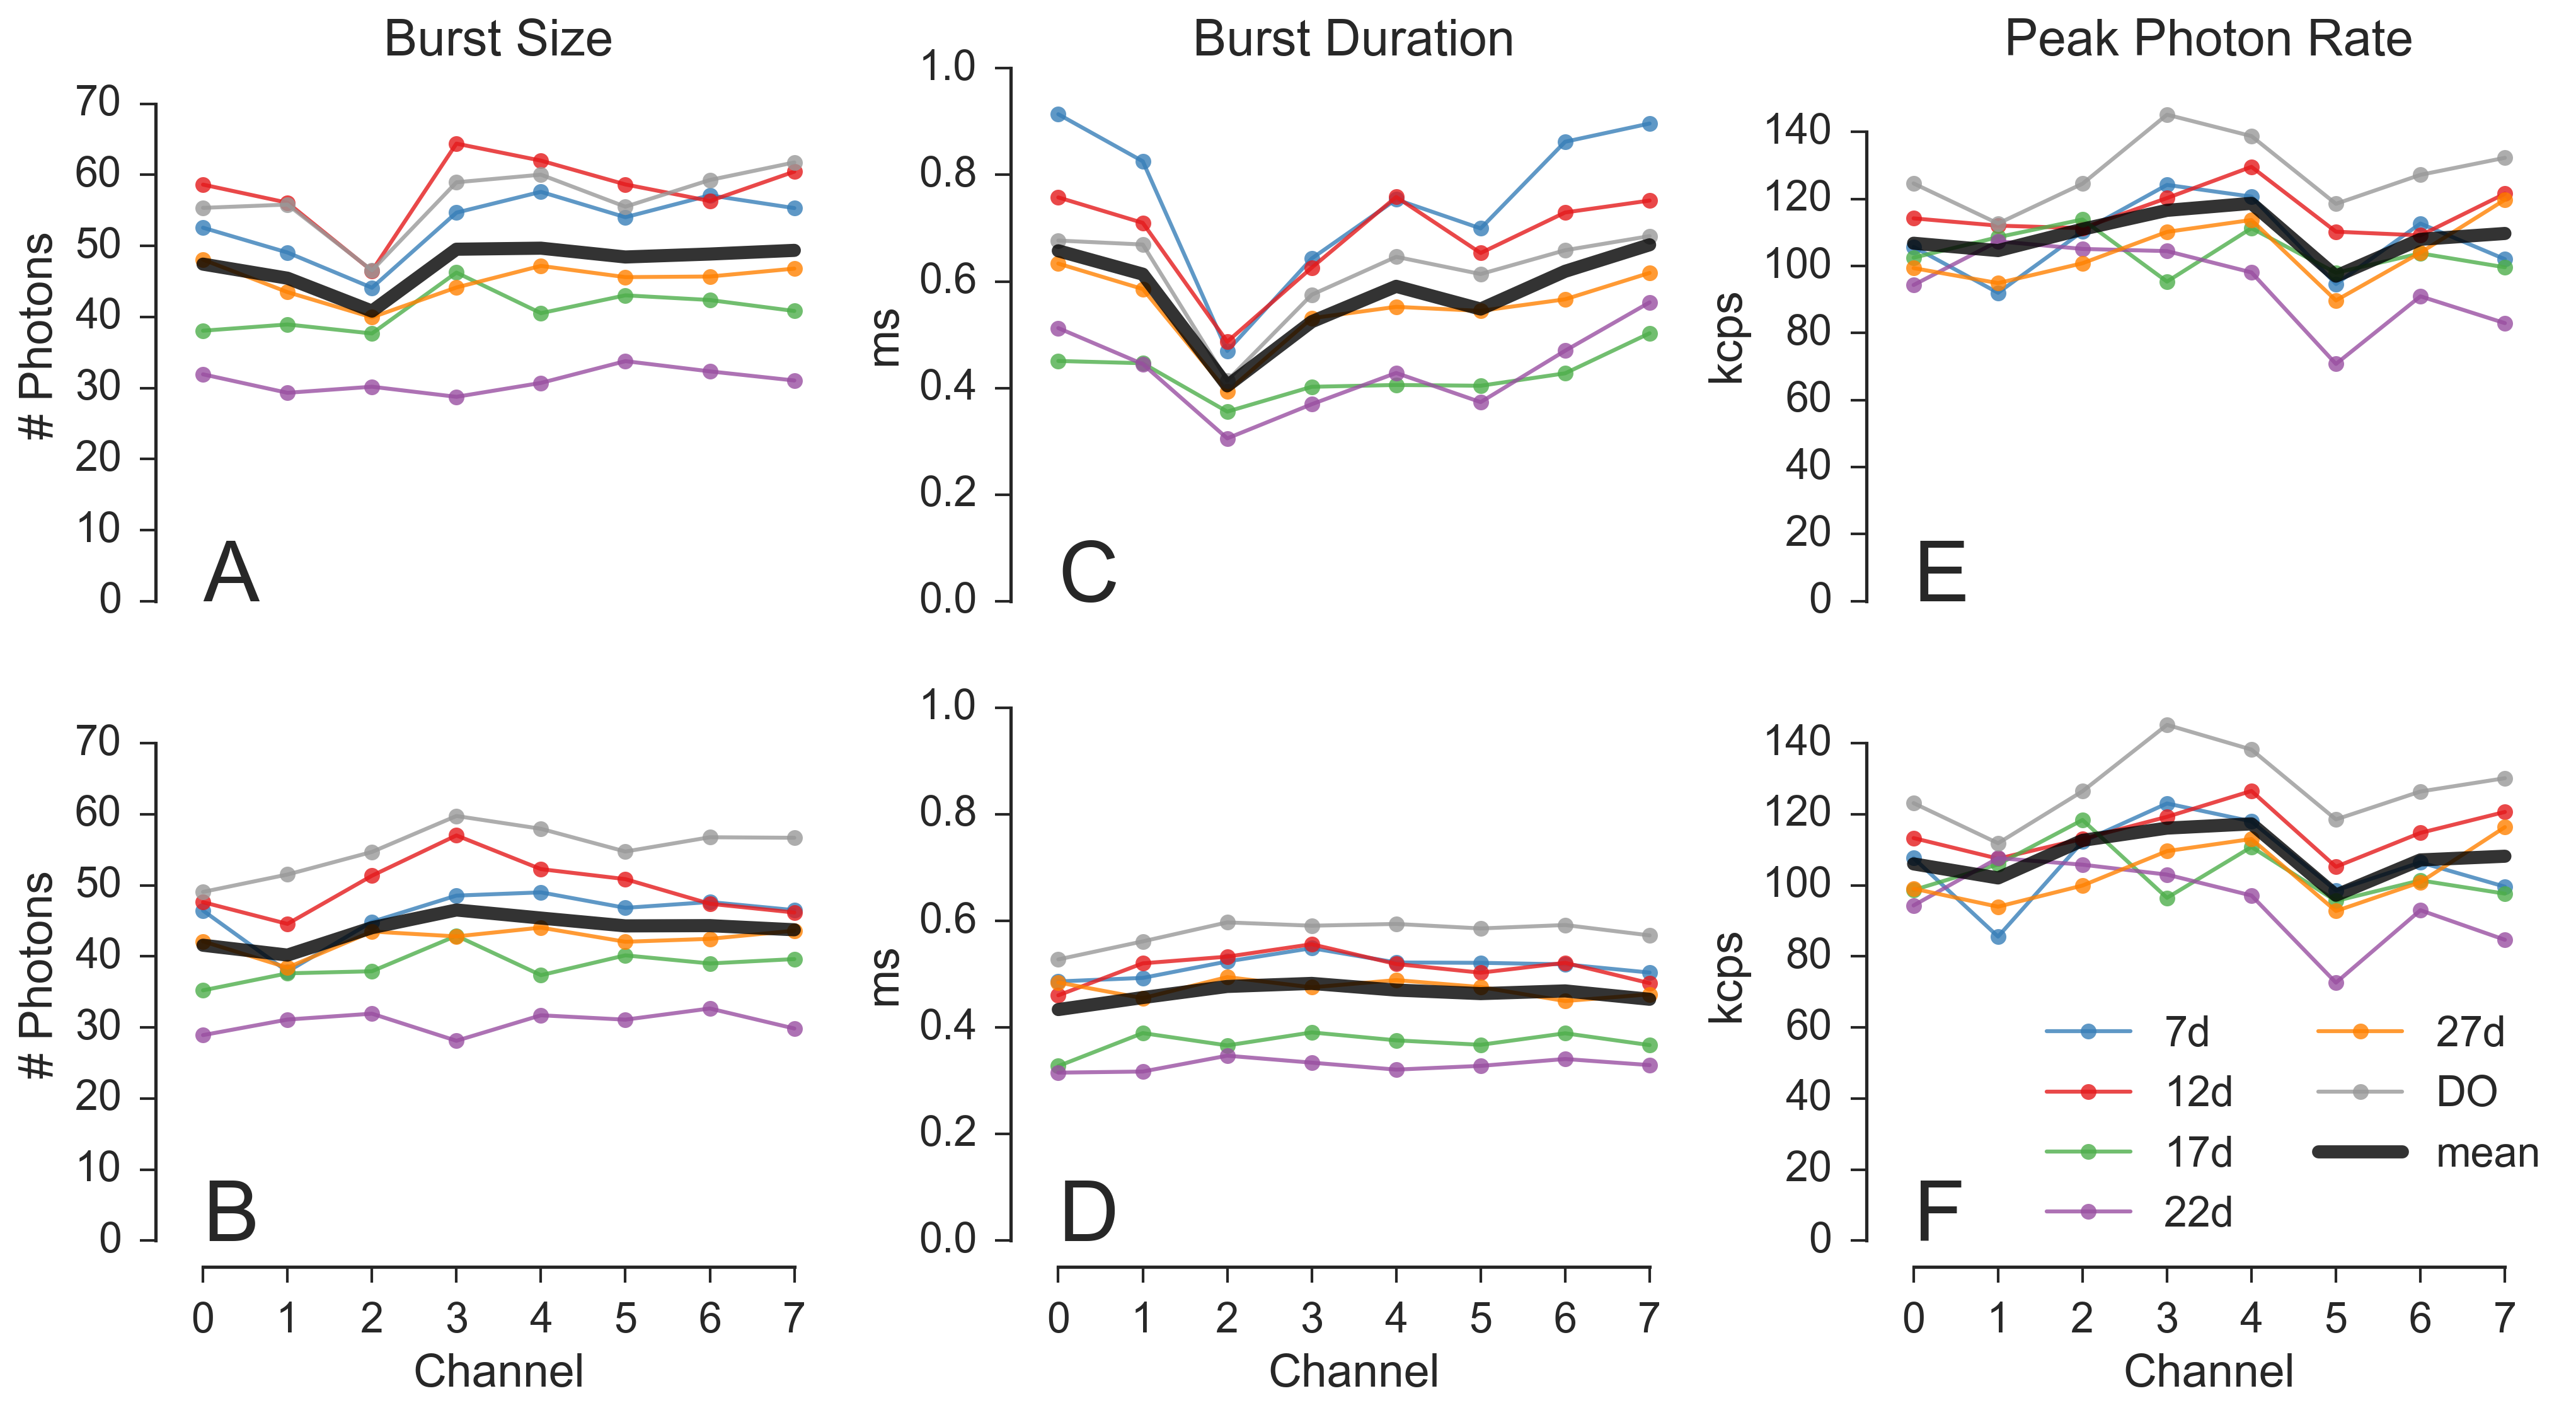 Burst Size
Burst Duration
Peak Photon Rate
# Photons
70
60
50
40
30
20
10
0
A
ms
1.0
0.8
0.6
0.4
0.2
0.0
C
kcps
140
120
100
80
60
40
20
0
E
# Photons
70
60
50
40
30
20
10
0
B
0 1 2 3 4 5 6 7
Channel
ms
1.0
0.8
0.6
0.4
0.2
0.0
D
0 1 2 3 4 5 6 7
Channel
kcps
140
120
100
80
60
40
20
0
F
7d
12d
17d
22d
27d
DO
mean
0 1 2 3 4 5 6 7
Channel